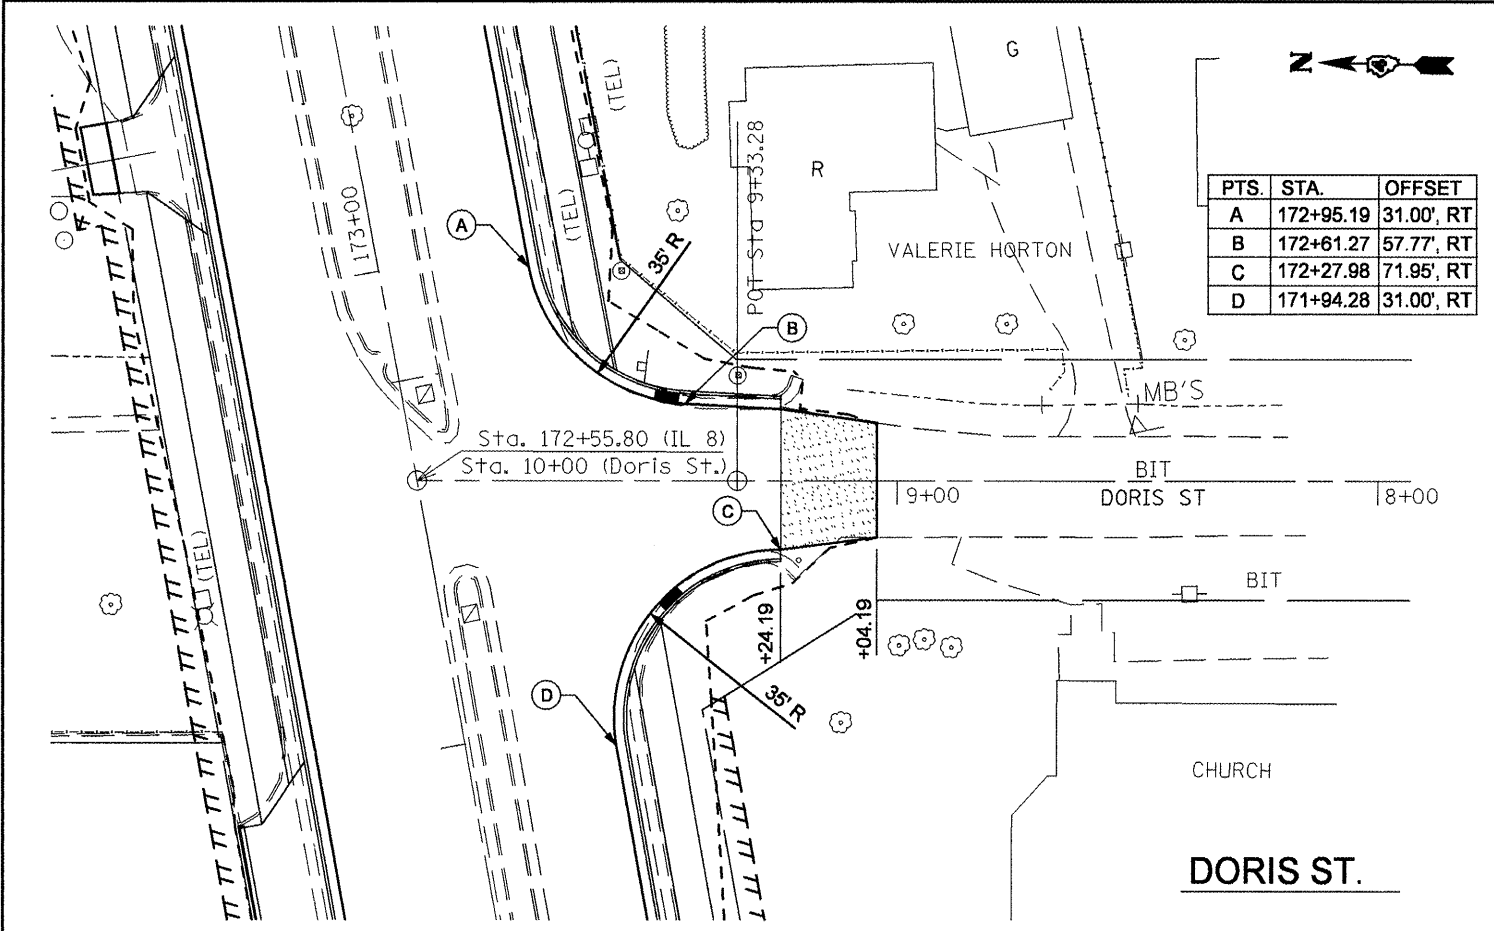 G
N
(TEL)
R
POT Sta 9+33.28
PTS. STA. OFFSET
A 172+95.19 31.00', RT
B 172+61.27 57.77', RT
C 172+27.98 71.95', RT
D 171+94.28 31.00', RT
173+00
A
(TEL)
35' R
VALERIE HORTON
B
MB'S
Sta. 172+55.80 (IL 8)
Sta. 10+00 (Doris St.)
BIT
9+00
DORIS ST
8+00
C
(TEL)
BIT
+24.19
+04.19
D
35' R
CHURCH
DORIS ST.